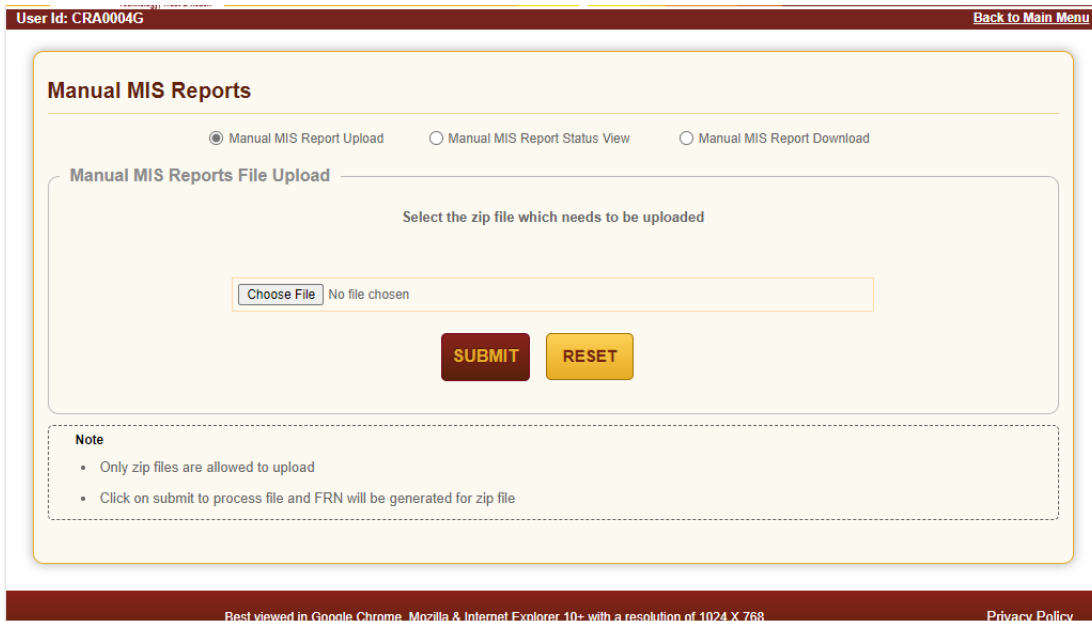 User Id: CRA0004G
Back to Main Menu
Manual MIS Reports
Manual MIS Report Upload
Manual MIS Report Status View
Manual MIS Report Download
Manual MIS Reports File Upload
Select the zip file which needs to be uploaded
Choose File No file chosen
SUBMIT
RESET
Note
• Only zip files are allowed to upload
• Click on submit to process file and FRN will be generated for zip file
Best viewed in Google Chrome, Mozilla & Internet Explorer 10+ with a resolution of 1024 X 768
Privacy Policy